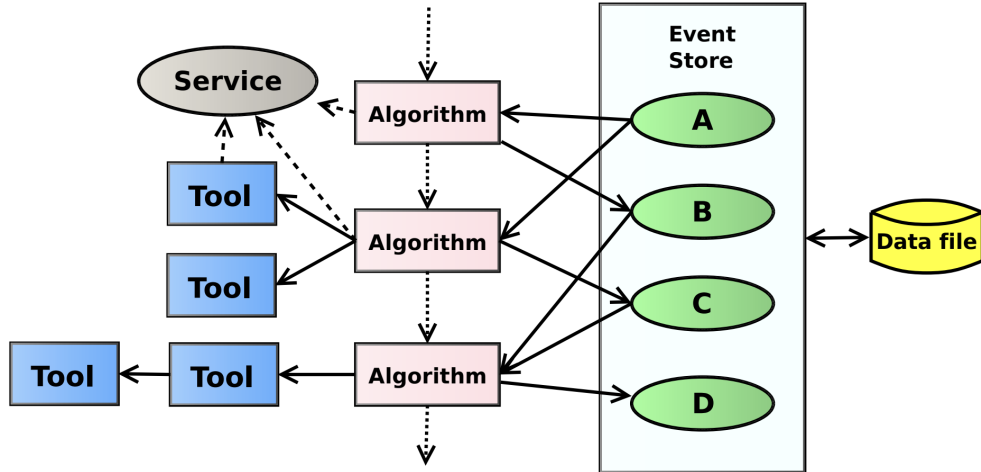 Event
Store
Service
Algorithm
A
Tool
B
Algorithm
Data file
Tool
C
Tool
Tool
Algorithm
D